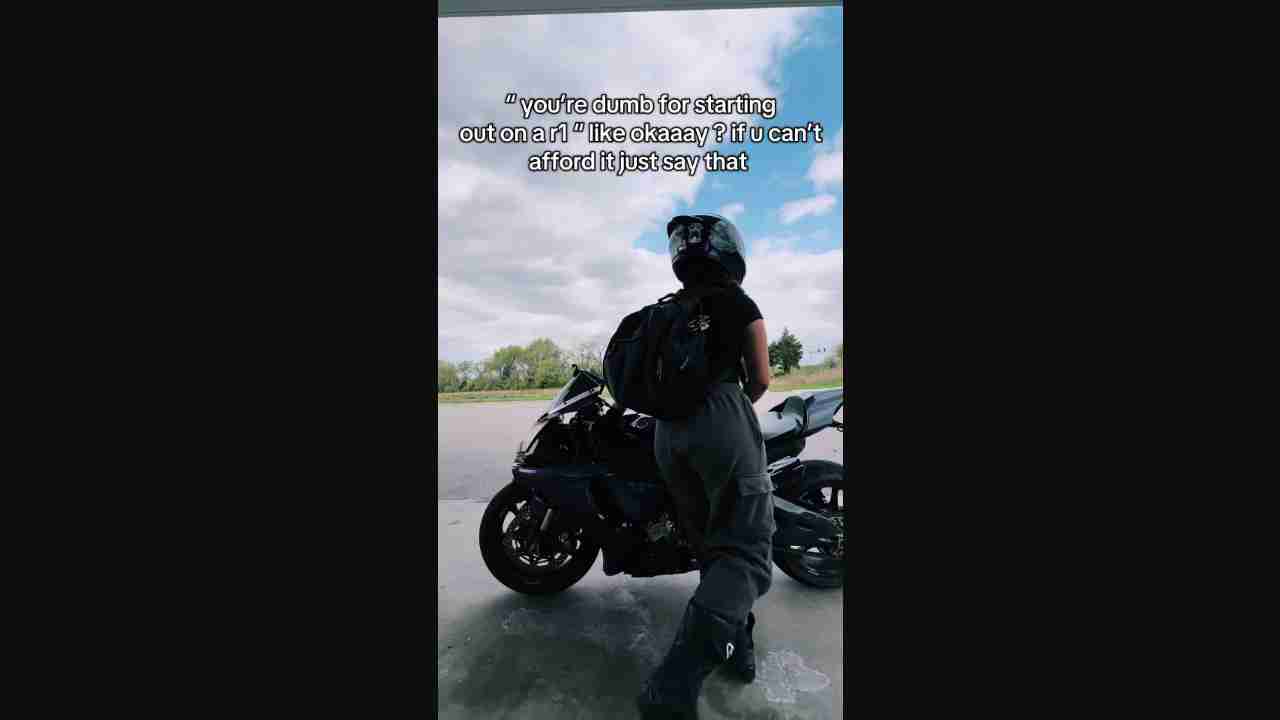 “ you’re dumb for starting
out on a r1 “ like okaaay ? if u can’t
afford it just say that